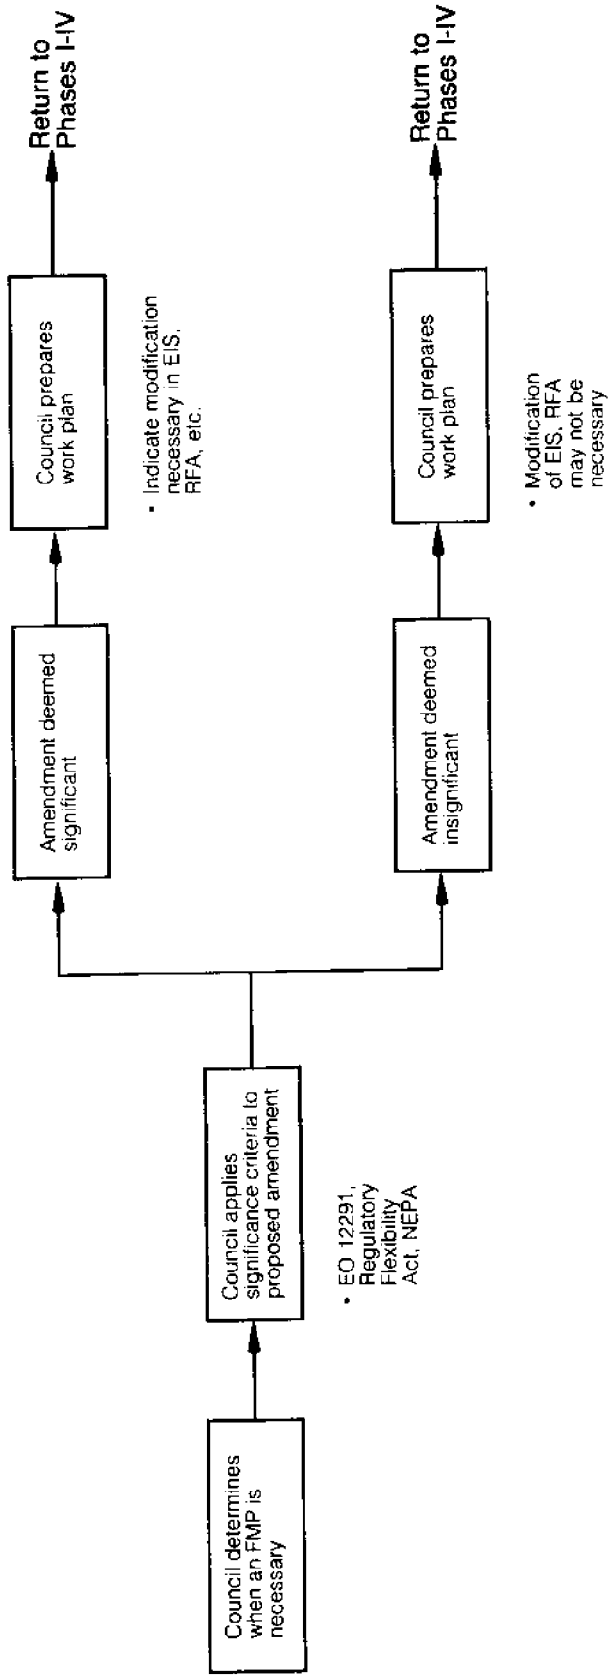 Council determines
when an FMP is
necessary
Council applies
significance criteria to
proposed amendment
• EO 12291,
Regulatory
Flexibility
Act, NEPA
Amendment deemed
significant
Council prepares
work plan
• Indicate modification
necessary in EIS,
RFA, etc.
Return to
Phases I-IV
Amendment deemed
insignificant
Council prepares
work plan
• Modification
of EIS, RFA
may not be
necessary
Return to
Phases I-IV